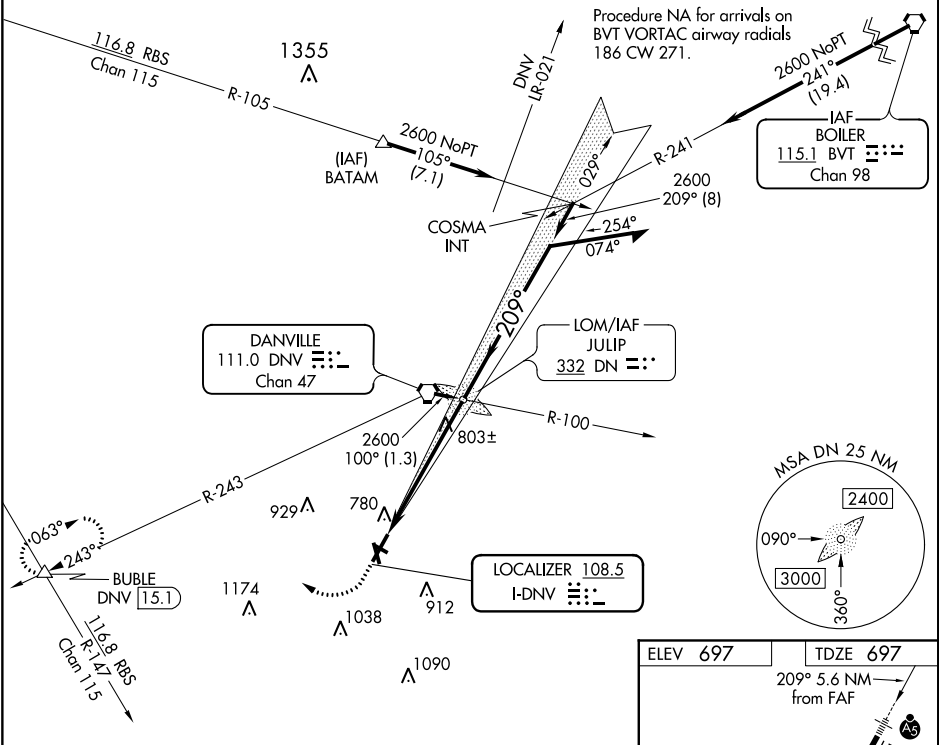 Procedure NA for arrivals on
BVT VORTAC airway radials
186 CW 271.
116.8 RBS
Chan 115
1355
R-105
DNV
LR-021
2600 NoPT
241°
(19.4)
IAF
BOILER
115.1 BVT
Chan 98
(IAF)
BATAM
2600 NoPT
105°
(7.1)
029°
R-241
2600
209° (8)
COSMA
INT
254°
074°
209°
DANVILLE
111.0 DNV
Chan 47
LOM/IAF
JULIP
332 DN
2600
100° (1.3)
803±
R-100
R-243
929
780
063°
243°
BUBLE
DNV 15.1
1174
1038
912
1090
LOCALIZER 108.5
I-DNV
116.8 RBS
R-147
Chan 115
MSA DN 25 NM
2400
090°
3000
360°
ELEV 697
TDZE 697
209° 5.6 NM
from FAF
A5